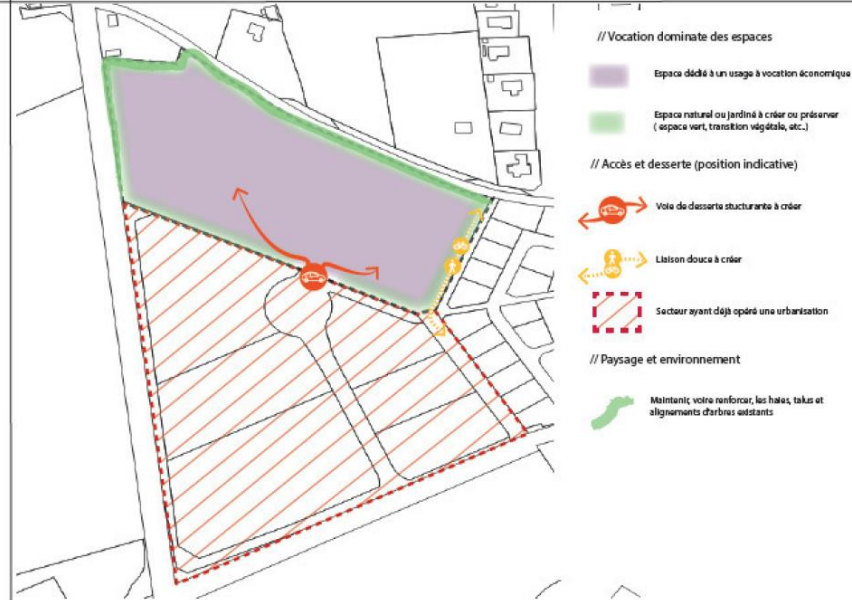 // Vocation dominate des espaces
Espace dédié à un usage à vocation économique
Espace naturel ou jardiné à créer ou préserver
( espace vert, transition végétale, etc..)
// Accès et desserte (position indicative)
Voie de desserte stucturante à créer
Liaison douce à créer
Secteur ayant déjà opéré une urbanisation
// Paysage et environnement
Maintenir, voire renforcer, les haies, talus et
alignements d'arbres existants